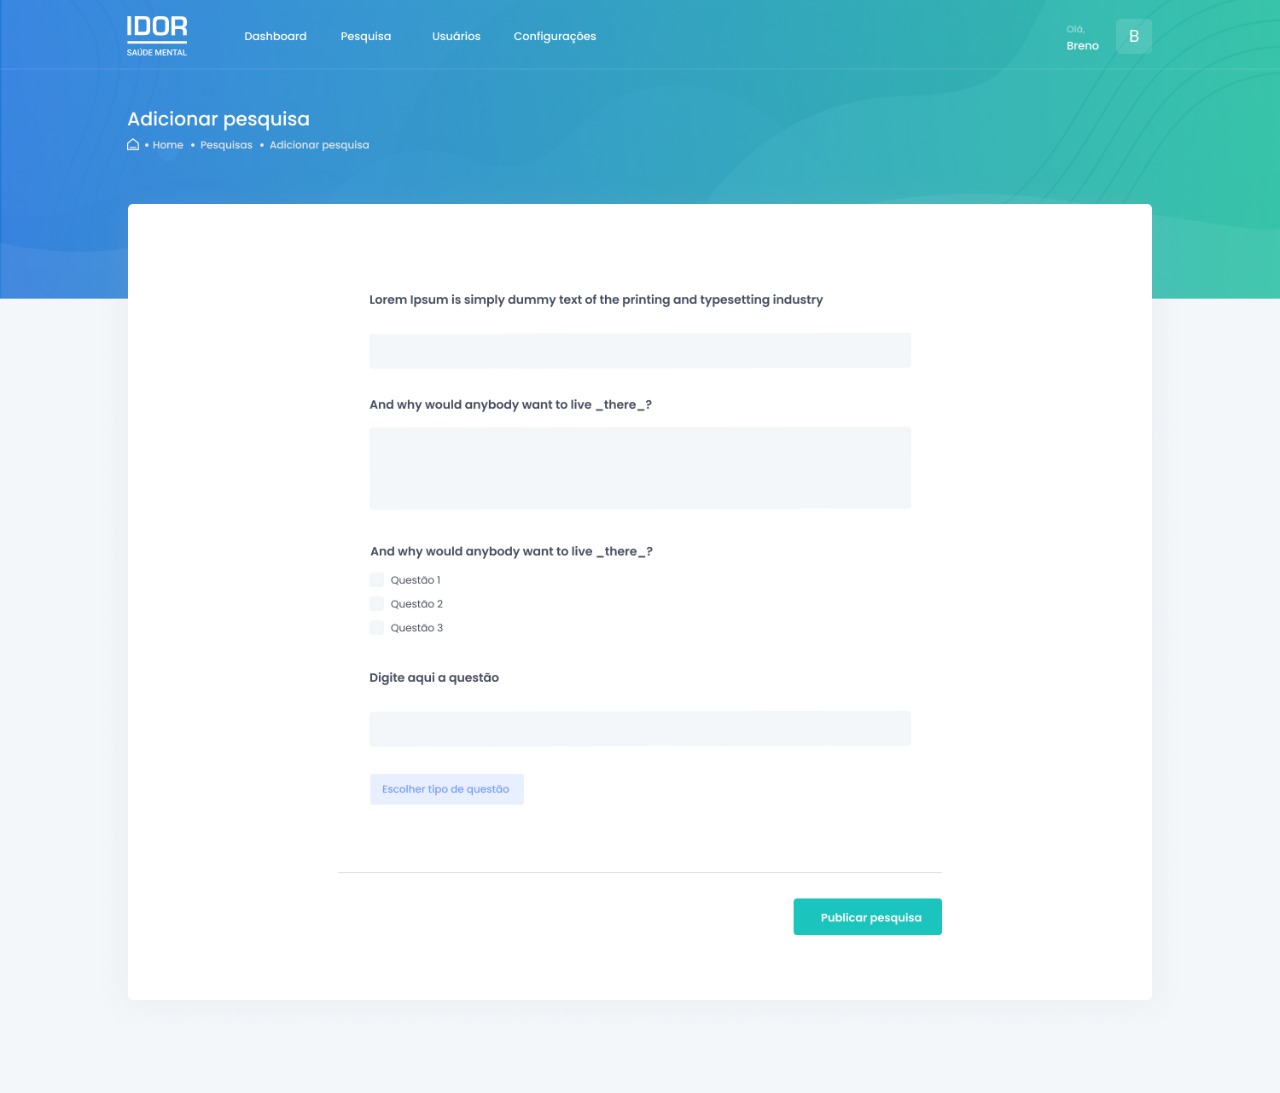 IDOR
SAÚDE MENTAL
Dashboard Pesquisa Usuários Configurações
Olá,
Breno
B
Adicionar pesquisa
• Home • Pesquisas • Adicionar pesquisa
Lorem Ipsum is simply dummy text of the printing and typesetting industry
And why would anybody want to live _there_?
And why would anybody want to live _there_?
Questão 1
Questão 2
Questão 3
Digite aqui a questão
Escolher tipo de questão
Publicar pesquisa